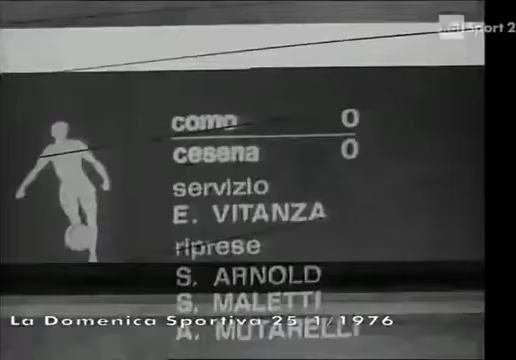 Rai Sport 2
como 0
cesena 0
servizio
E. VITANZA
riprese
S. ARNOLD
S. MALETTI
A. MUTARELLI
La Domenica Sportiva 25/1/1976